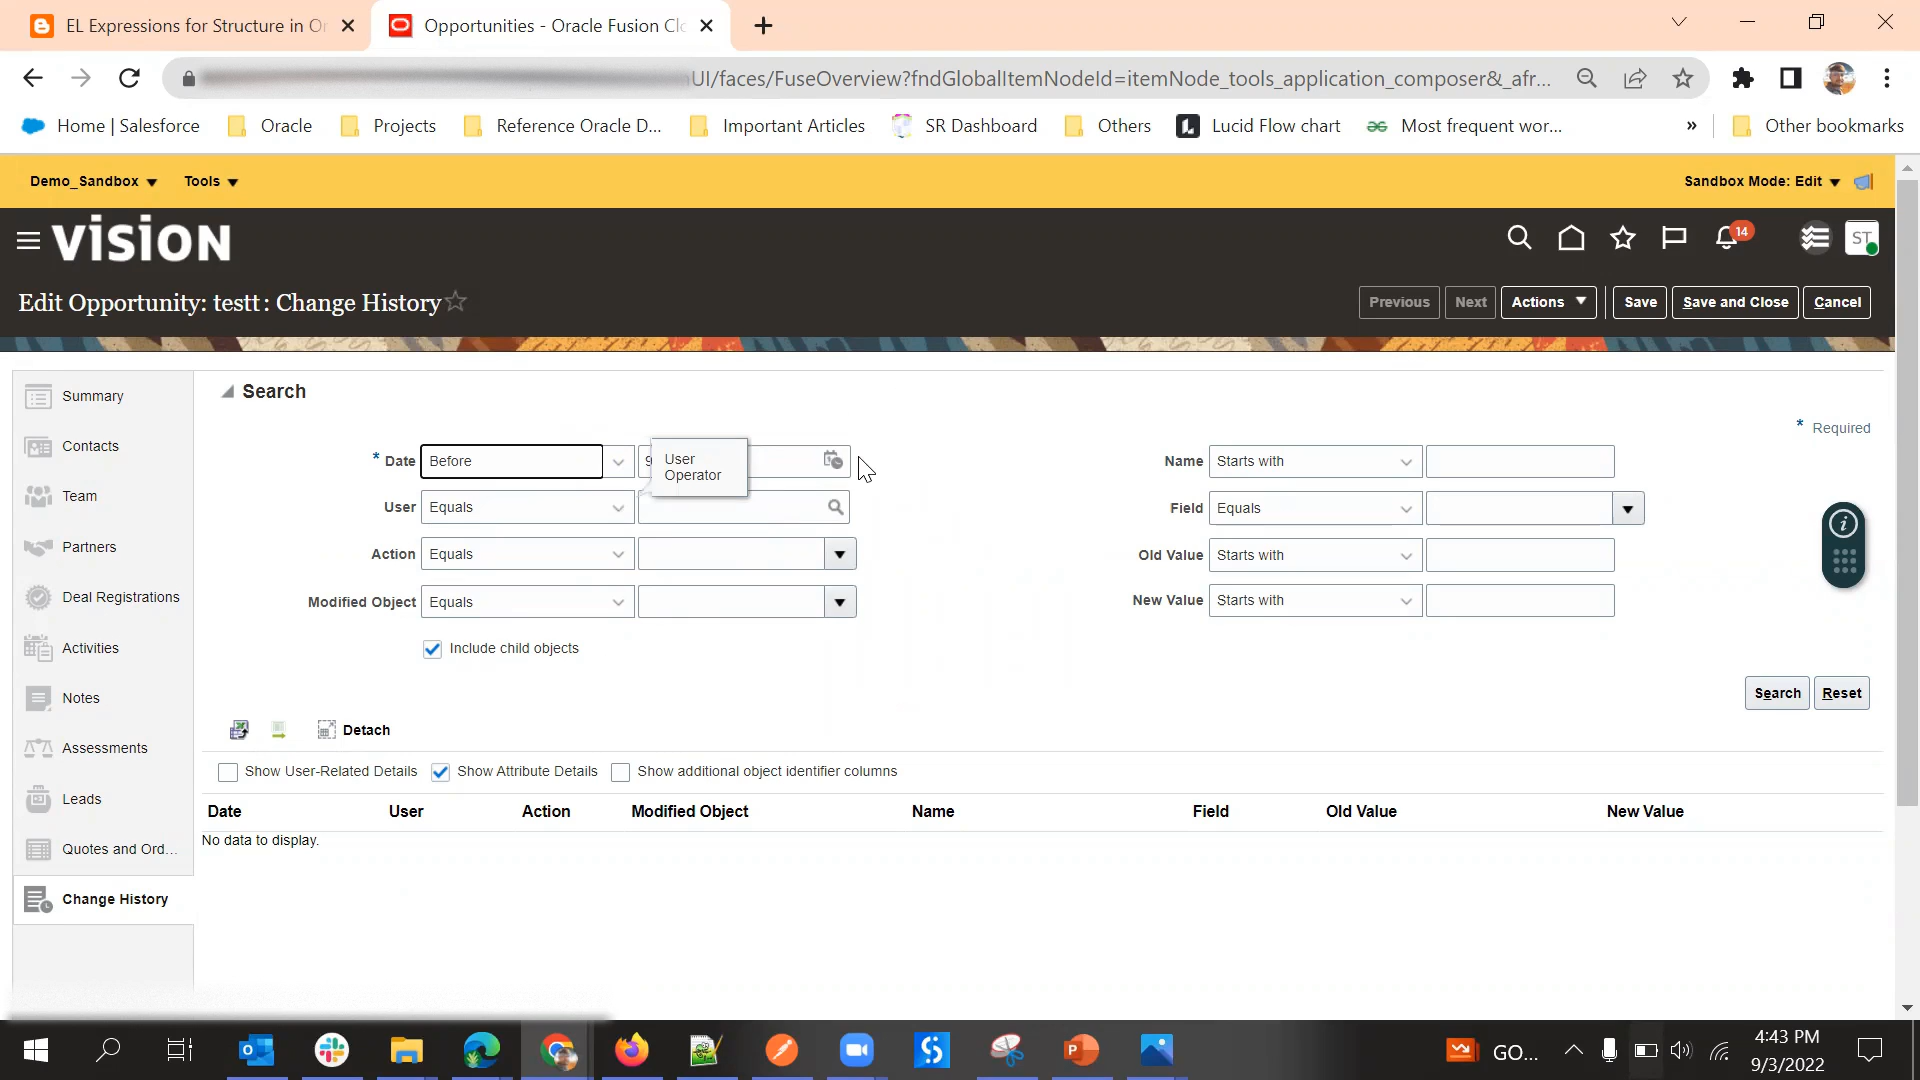 EL Expressions for Structure in Or
Opportunities - Oracle Fusion Clo
UI/faces/FuseOverview?fndGlobalItemNodeId=itemNode_tools_application_composer&_afr...
Home | Salesforce
Oracle
Projects
Reference Oracle D...
Important Articles
SR Dashboard
Others
Lucid Flow chart
Most frequent wor...
»
Other bookmarks
Demo_Sandbox
Tools
Sandbox Mode: Edit
VISION
14
ST
Edit Opportunity: testt : Change History
Previous
Next
Actions
Save
Save and Close
Cancel
Summary
Contacts
Team
Partners
Deal Registrations
Activities
Notes
Assessments
Leads
Quotes and Ord...
Change History
Search
* Required
* Date Before 9
User Operator
User Equals
Action Equals
Modified Object Equals
Include child objects
Name Starts with
Field Equals
Old Value Starts with
New Value Starts with
Search
Reset
Detach
Show User-Related Details
Show Attribute Details
Show additional object identifier columns
Date User Action Modified Object Name Field Old Value New Value
No data to display.
GO...
4:43 PM
9/3/2022